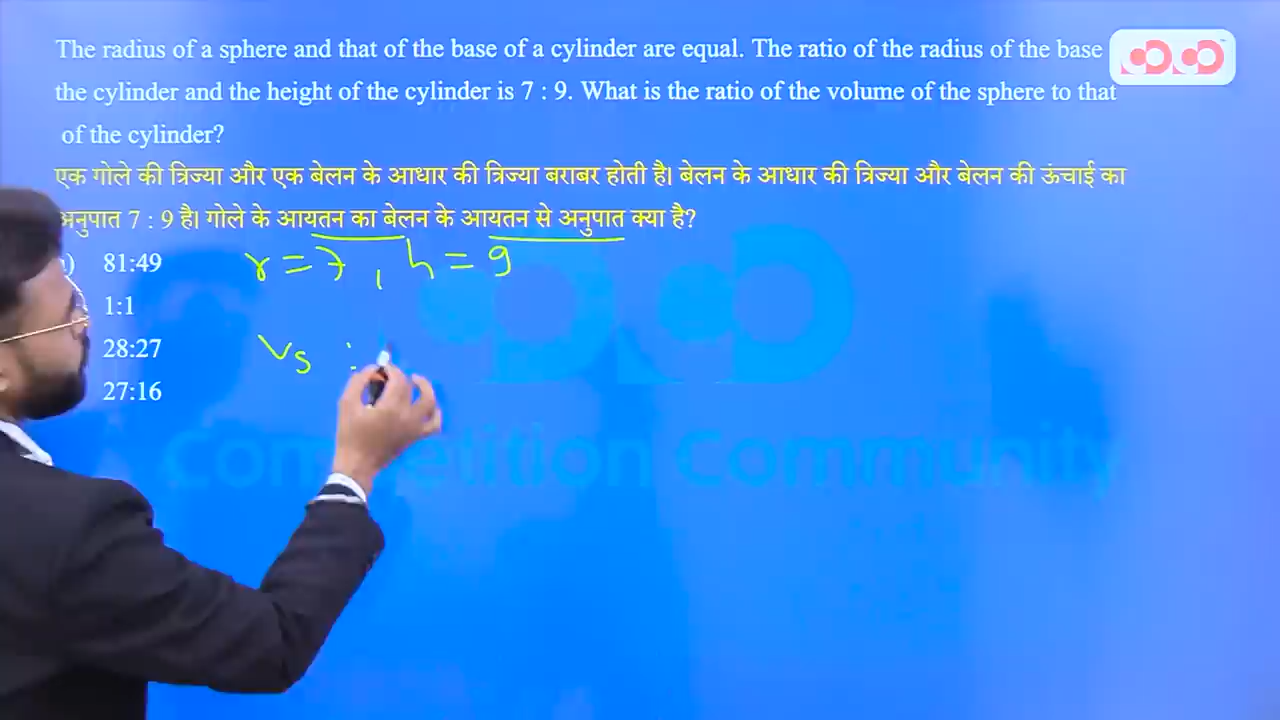 The radius of a sphere and that of the base of a cylinder are equal. The ratio of the radius of the base
the cylinder and the height of the cylinder is 7 : 9. What is the ratio of the volume of the sphere to that
of the cylinder?
एक गोले की त्रिज्या और एक बेलन के आधार की त्रिज्या बराबर होती है। बेलन के आधार की त्रिज्या और बेलन की ऊंचाई का
अनुपात 7 : 9 है। गोले के आयतन का बेलन के आयतन से अनुपात क्या है?
81:49
1:1
28:27
27:16
r = 7 , h = 9
Vs :
Competition Community